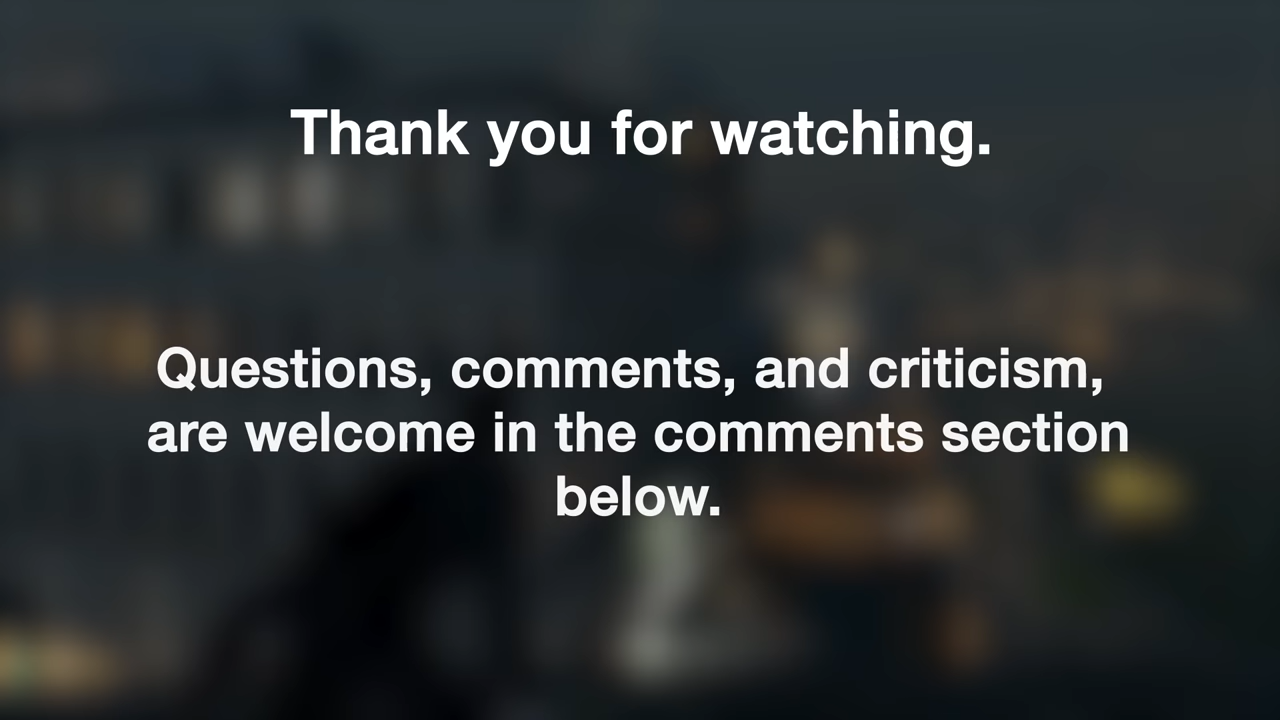 Thank you for watching.
Questions, comments, and criticism,
are welcome in the comments section
below.